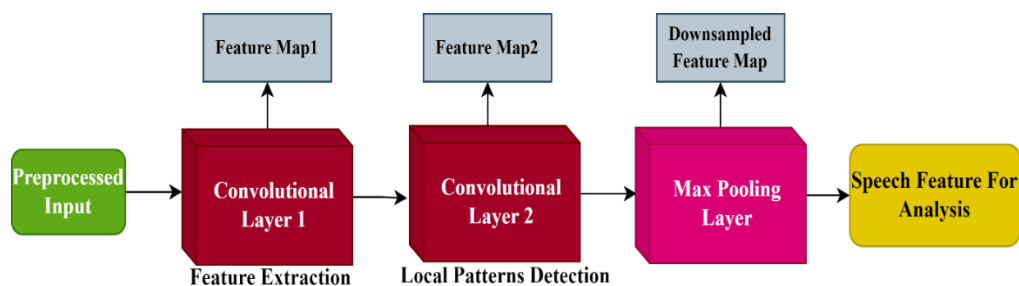 Feature Map1
Feature Map2
Downsampled
Feature Map
Preprocessed
Input
Convolutional
Layer 1
Convolutional
Layer 2
Max Pooling
Layer
Speech Feature For
Analysis
Feature Extraction
Local Patterns Detection